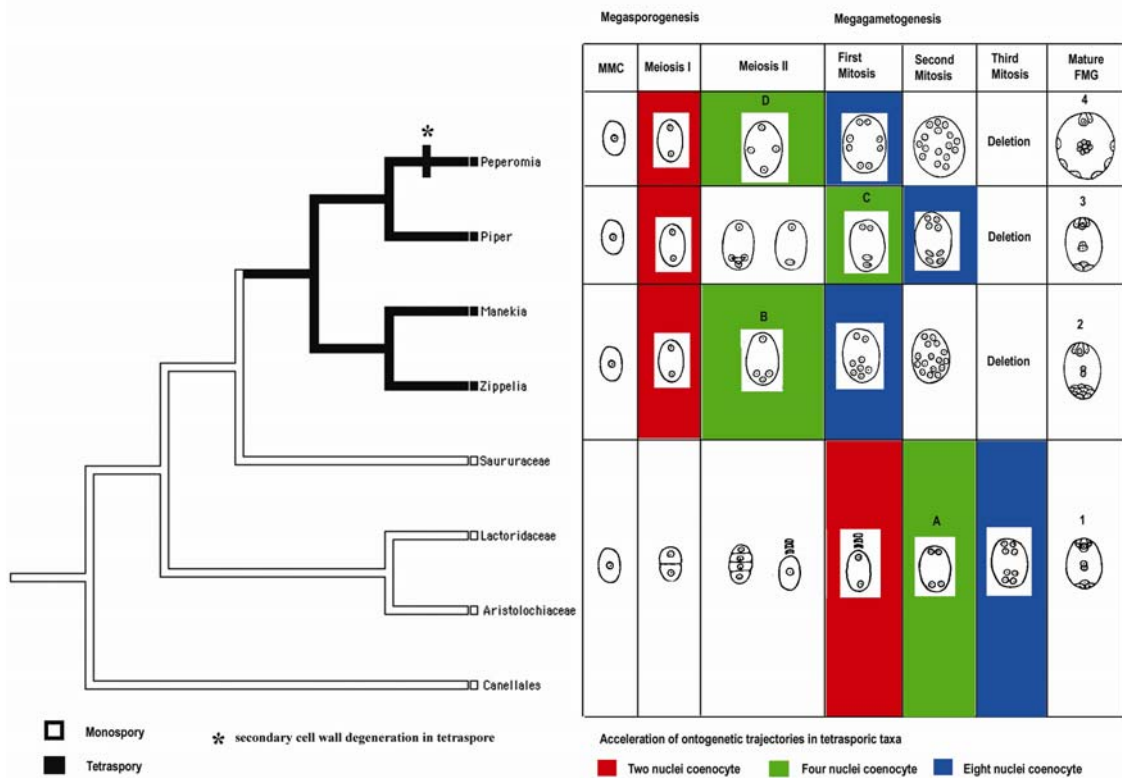 Megasporogenesis Megagametogenesis
MMC Meiosis I Meiosis II First Mitosis Second Mitosis Third Mitosis Mature FMG
*
Peperomia
D
Deletion
4
Piper
C
Deletion
3
Manekia
Zippelia
B
Deletion
2
Saururaceae
Lactoridaceae
Aristolochiaceae
Canellales
A
1
Monospory
Tetraspory
* secondary cell wall degeneration in tetraspore
Acceleration of ontogenetic trajectories in tetrasporic taxa
Two nuclei coenocyte Four nuclei coenocyte Eight nuclei coenocyte